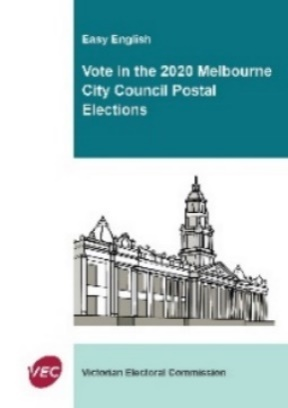 Easy English
Vote in the 2020 Melbourne
City Council Postal
Elections
VEC
Victorian Electoral Commission